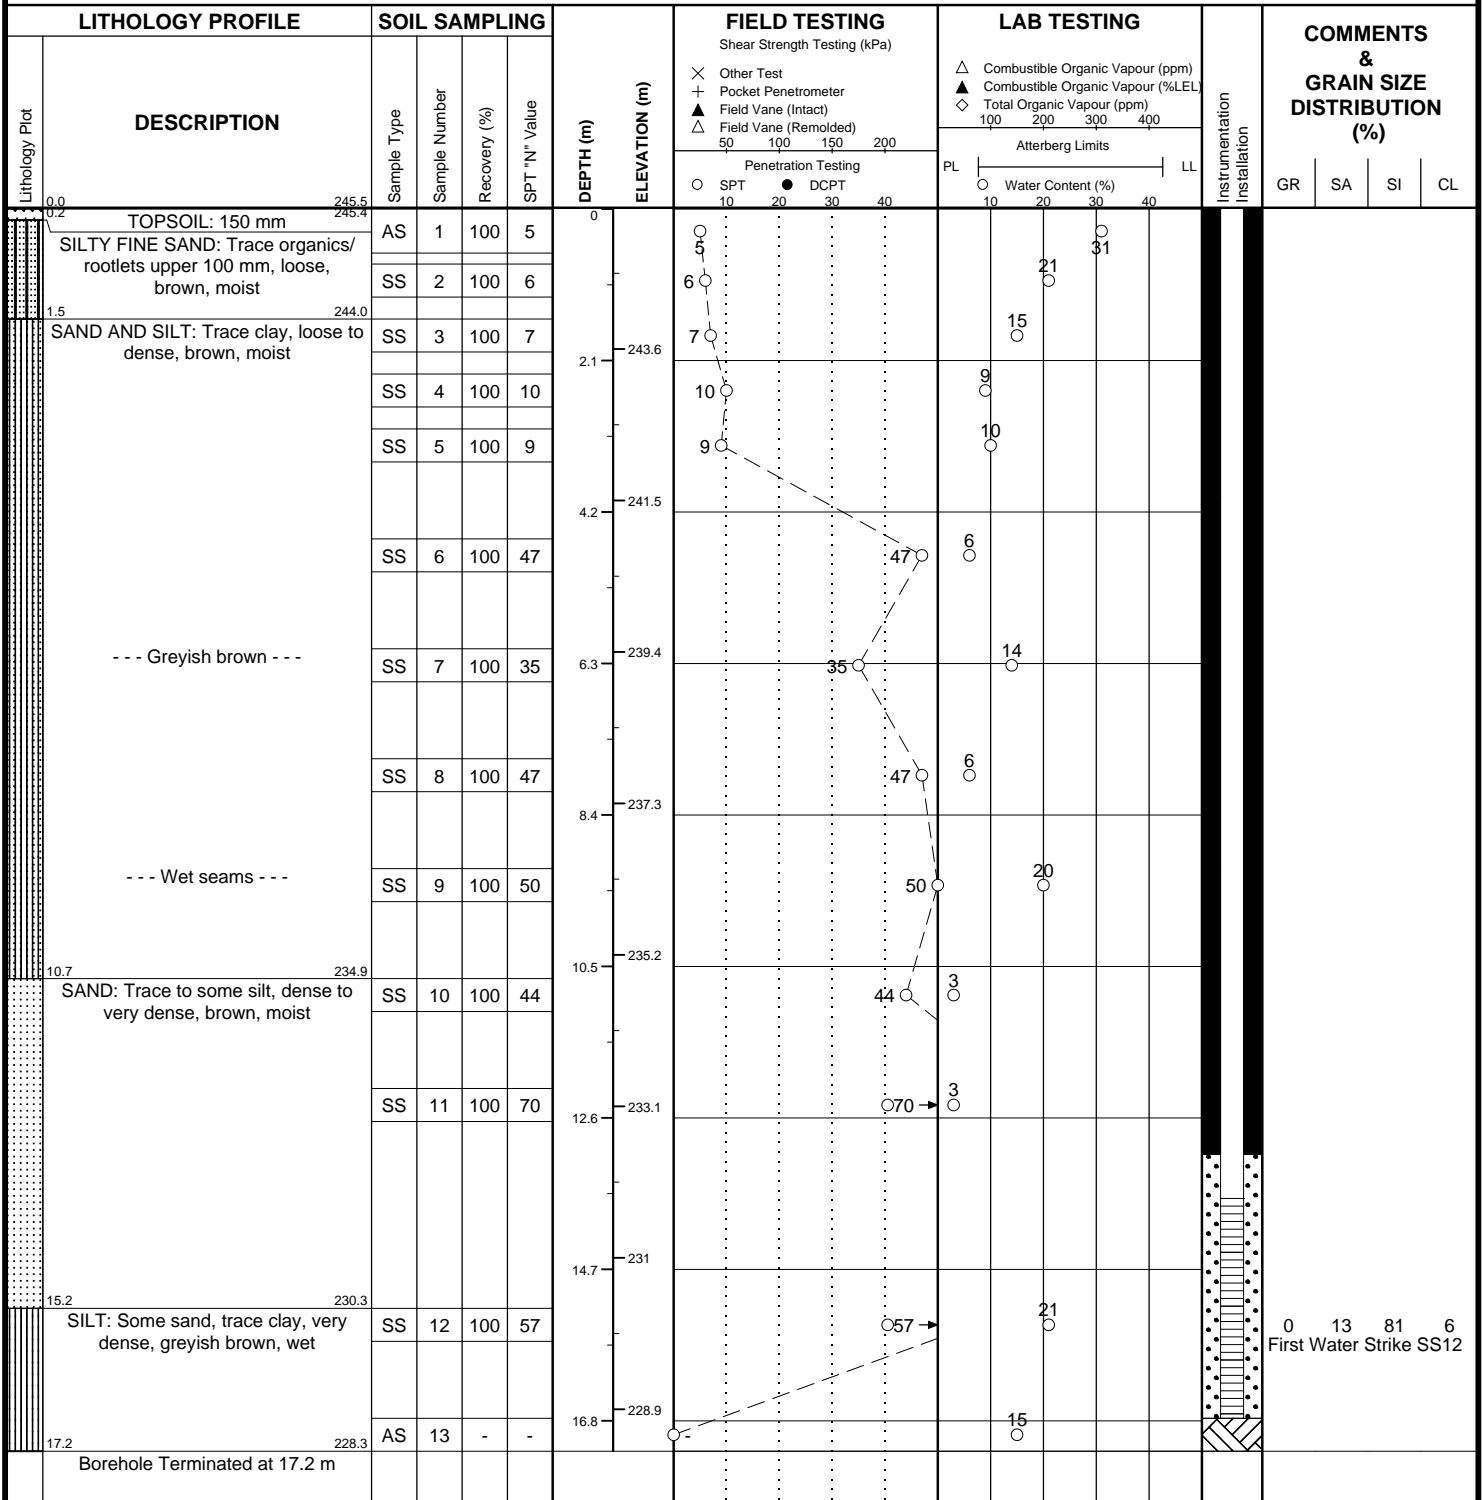 LITHOLOGY PROFILE
SOIL SAMPLING
FIELD TESTING
LAB TESTING
COMMENTS
&
GRAIN SIZE
DISTRIBUTION
(%)
Shear Strength Testing (kPa)
Other Test
Pocket Penetrometer
Field Vane (Intact)
Field Vane (Remolded)
50 100 150 200
Penetration Testing
SPT DCPT
10 20 30 40
Combustible Organic Vapour (ppm)
Combustible Organic Vapour (%LEL)
Total Organic Vapour (ppm)
100 200 300 400
Atterberg Limits
PL LL
Water Content (%)
10 20 30 40
Lithology Plot
DESCRIPTION
Sample Type
Sample Number
Recovery (%)
SPT "N" Value
DEPTH (m)
ELEVATION (m)
Instrumentation
Installation
GR SA SI CL
0.0 245.5
0.2 245.4
TOPSOIL: 150 mm
SILTY FINE SAND: Trace organics/
rootlets upper 100 mm, loose,
brown, moist
1.5 244.0
SAND AND SILT: Trace clay, loose to
dense, brown, moist
- - - Greyish brown - - -
- - - Wet seams - - -
10.7 234.9
SAND: Trace to some silt, dense to
very dense, brown, moist
15.2 230.3
SILT: Some sand, trace clay, very
dense, greyish brown, wet
17.2 228.3
Borehole Terminated at 17.2 m
AS 1 100 5
SS 2 100 6
SS 3 100 7
SS 4 100 10
SS 5 100 9
SS 6 100 47
SS 7 100 35
SS 8 100 47
SS 9 100 50
SS 10 100 44
SS 11 100 70
SS 12 100 57
AS 13 - -
0
2.1
4.2
6.3
8.4
10.5
12.6
14.7
16.8
243.6
241.5
239.4
237.3
235.2
233.1
231
228.9
5
6
7
10
9
47
35
47
50
44
70
57
-
31
21
15
9
10
6
14
6
20
3
3
21
15
0 13 81 6
First Water Strike SS12